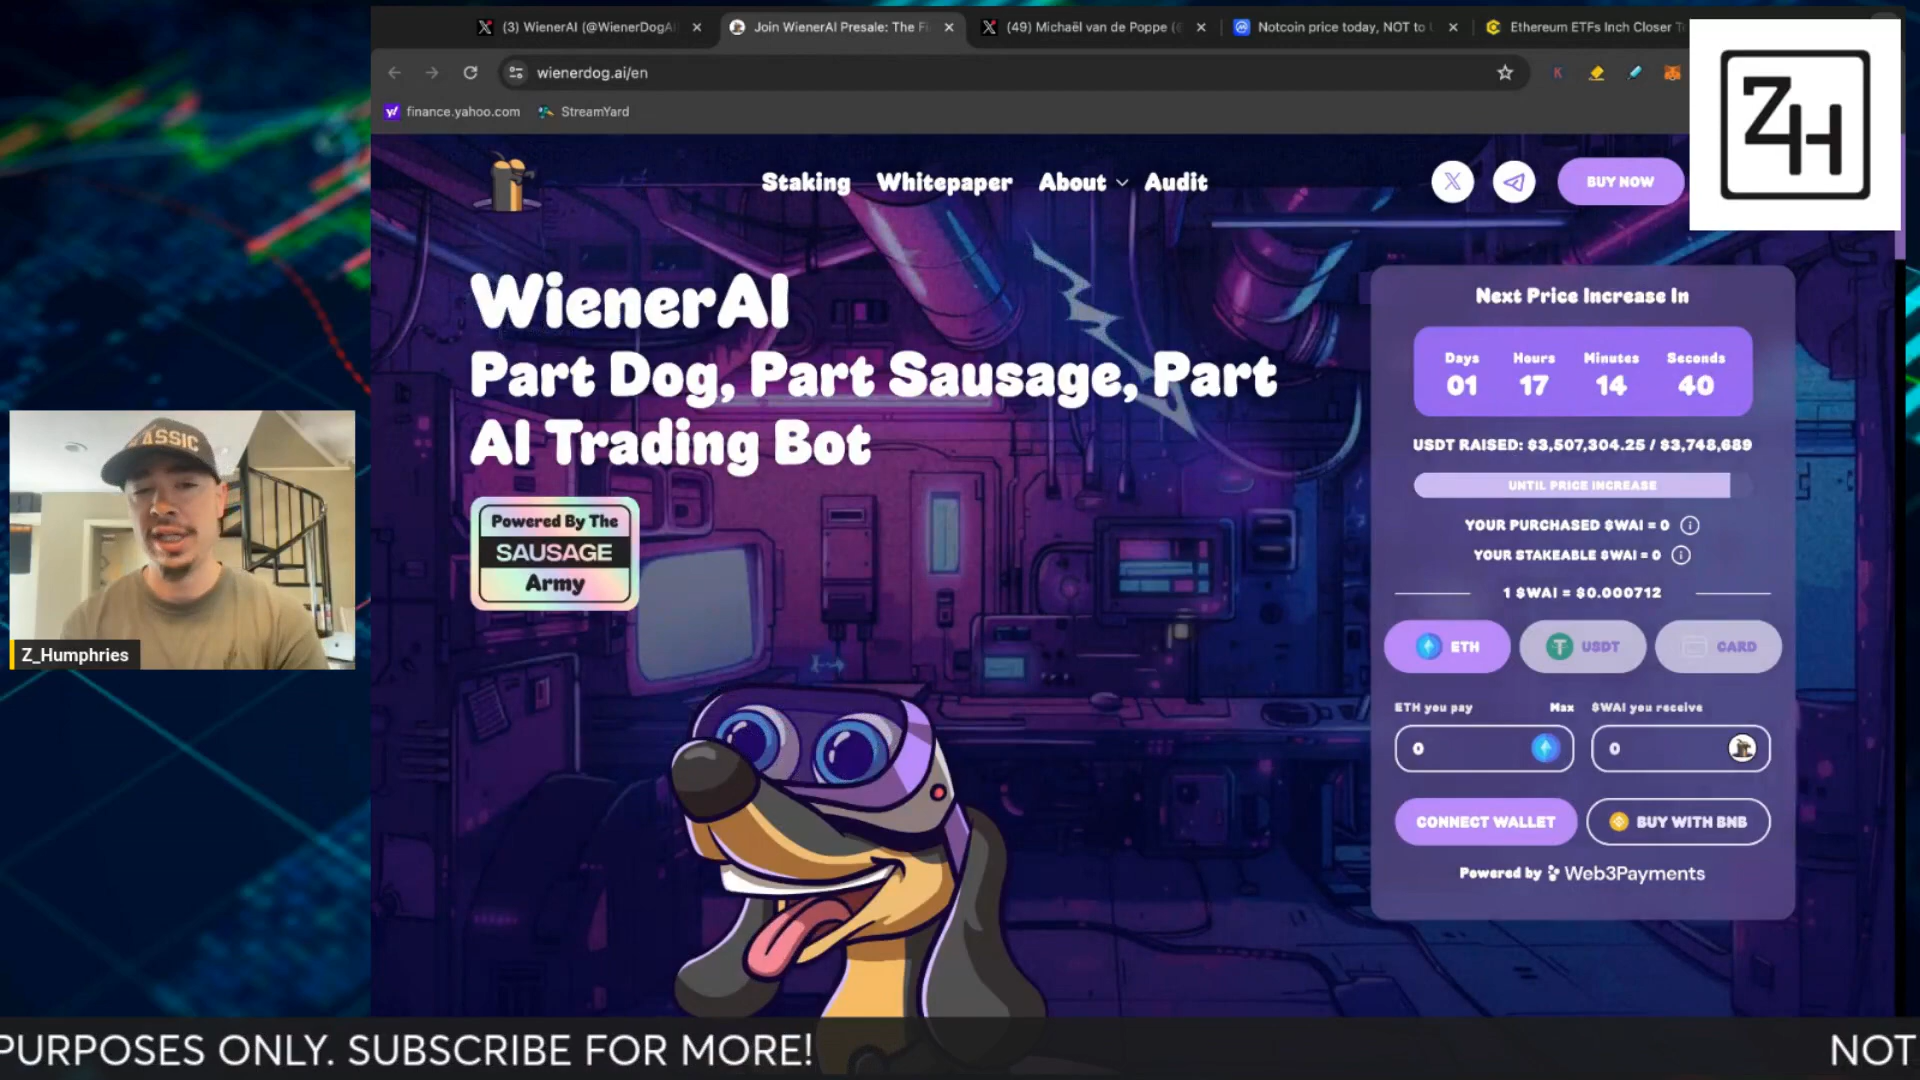 (3) WienerAI (@WienerDogAI
Join WienerAI Presale: The Fi
(49) Michaël van de Poppe (@
Notcoin price today, NOT to U
Ethereum ETFs Inch Closer T
wienerdog.ai/en
K
y! finance.yahoo.com
StreamYard
ZH
Staking
Whitepaper
About
Audit
X
BUY NOW
WienerAI
Part Dog, Part Sausage, Part
AI Trading Bot
Powered By The
SAUSAGE
Army
Next Price Increase In
Days
Hours
Minutes
Seconds
01
17
14
40
USDT RAISED: $3,507,304.25 / $3,748,689
UNTIL PRICE INCREASE
YOUR PURCHASED $WAI = 0
YOUR STAKEABLE $WAI = 0
1 $WAI = $0.000712
ETH
USDT
CARD
ETH you pay
Max
$WAI you receive
0
0
CONNECT WALLET
BUY WITH BNB
Powered by Web3Payments
Z_Humphries
PURPOSES ONLY. SUBSCRIBE FOR MORE!
NOT